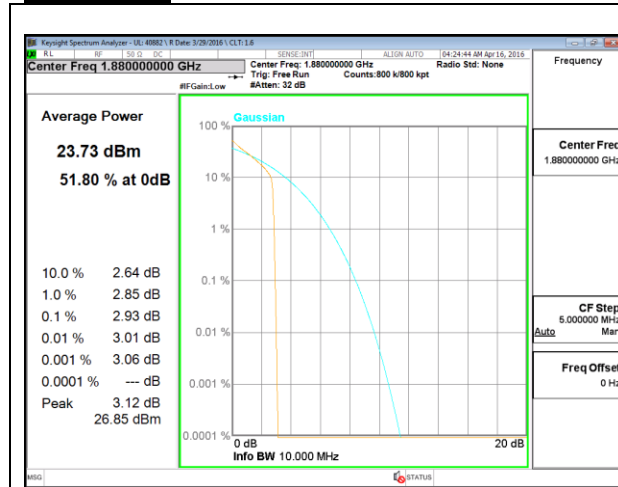 Keysight Spectrum Analyzer - UL: 40882 \ R Date: 3/29/2016 \ CLT: 1.6
RL RF 50 Ω DC SENSE:INT ALIGN AUTO 04:24:44 AM Apr 16, 2016
Center Freq 1.880000000 GHz Center Freq: 1.880000000 GHz Radio Std: None
Trig: Free Run Counts:800 k/800 kpt
#IFGain:Low #Atten: 32 dB
Frequency
Average Power
23.73 dBm
51.80 % at 0dB
10.0 % 2.64 dB
1.0 % 2.85 dB
0.1 % 2.93 dB
0.01 % 3.01 dB
0.001 % 3.06 dB
0.0001 % --- dB
Peak 3.12 dB
26.85 dBm
Gaussian
100 %
10 %
1 %
0.1 %
0.01 %
0.001 %
0.0001 %
0 dB 20 dB
Info BW 10.000 MHz
Center Freq
1.880000000 GHz
CF Step
5.000000 MHz
Auto Man
Freq Offset
0 Hz
MSG STATUS